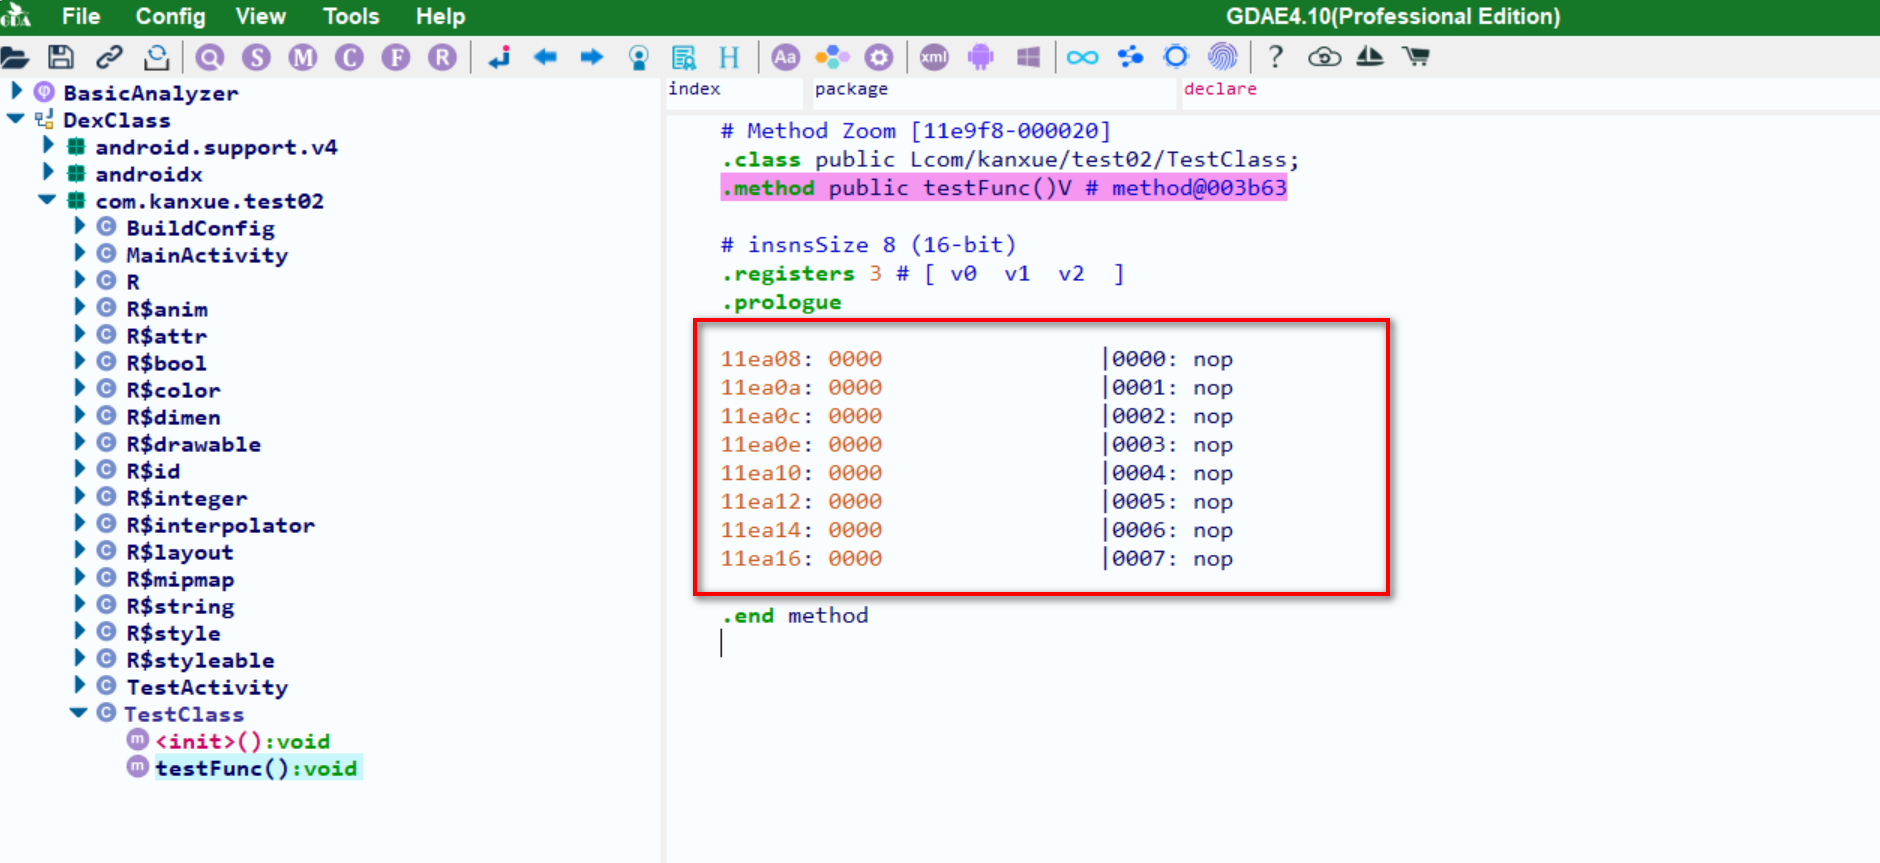 GDA File Config View Tools Help GDAE4.10(Professional Edition)
Q S M C F R H Aa xml ?
BasicAnalyzer
DexClass
android.support.v4
androidx
com.kanxue.test02
C BuildConfig
C MainActivity
C R
C R$anim
C R$attr
C R$bool
C R$color
C R$dimen
C R$drawable
C R$id
C R$integer
C R$interpolator
C R$layout
C R$mipmap
C R$string
C R$style
C R$styleable
C TestActivity
C TestClass
m <init>():void
m testFunc():void
index package declare
# Method Zoom [11e9f8-000020]
.class public Lcom/kanxue/test02/TestClass;
.method public testFunc()V # method@003b63
# insnsSize 8 (16-bit)
.registers 3 # [ v0 v1 v2 ]
.prologue
11ea08: 0000 |0000: nop
11ea0a: 0000 |0001: nop
11ea0c: 0000 |0002: nop
11ea0e: 0000 |0003: nop
11ea10: 0000 |0004: nop
11ea12: 0000 |0005: nop
11ea14: 0000 |0006: nop
11ea16: 0000 |0007: nop
.end method